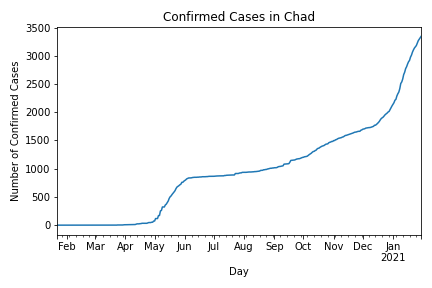 Confirmed Cases in Chad
Number of Confirmed Cases
3500
3000
2500
2000
1500
1000
500
0
Feb Mar Apr May Jun Jul Aug Sep Oct Nov Dec Jan
2021
Day